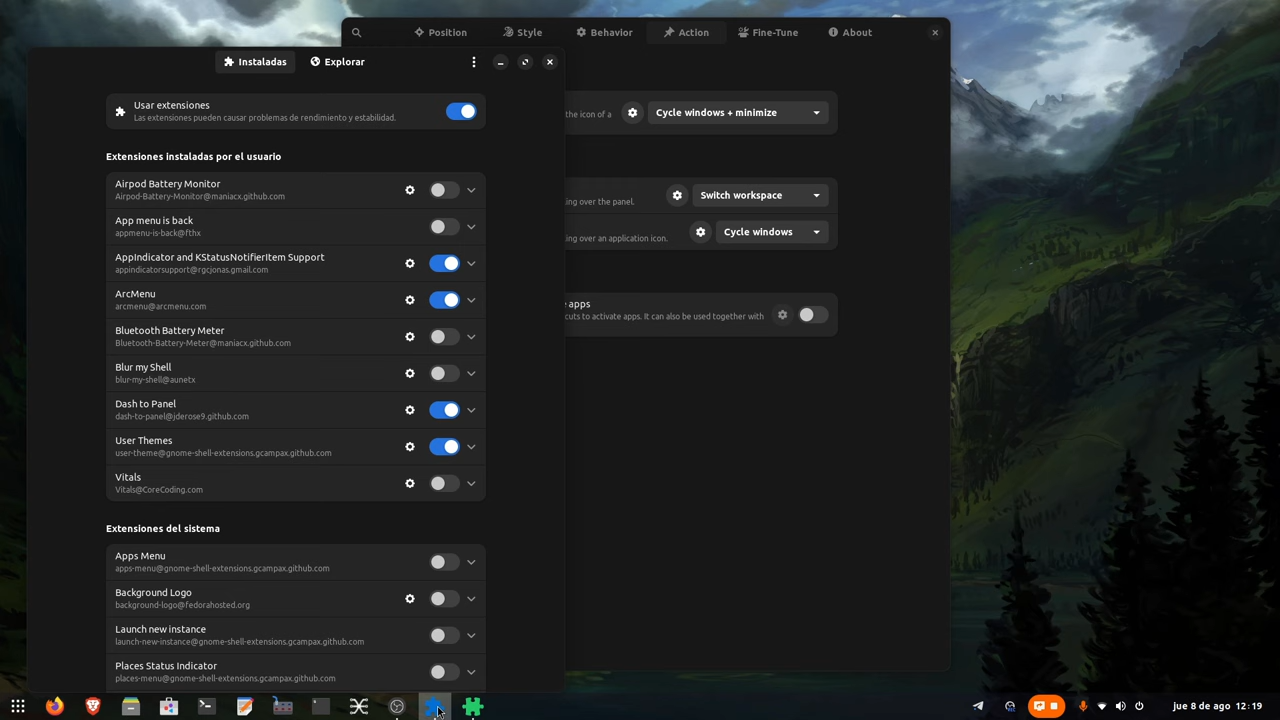 Position
Style
Behavior
Action
Fine-Tune
About
Instaladas
Explorar
Usar extensiones
Las extensiones pueden causar problemas de rendimiento y estabilidad.
Extensiones instaladas por el usuario
Airpod Battery Monitor
Airpod-Battery-Monitor@maniacx.github.com
App menu is back
appmenu-is-back@fthx
AppIndicator and KStatusNotifierItem Support
appindicatorsupport@rgcjonas.gmail.com
ArcMenu
arcmenu@arcmenu.com
Bluetooth Battery Meter
Bluetooth-Battery-Meter@maniacx.github.com
Blur my Shell
blur-my-shell@aunetx
Dash to Panel
dash-to-panel@jderose9.github.com
User Themes
user-theme@gnome-shell-extensions.gcampax.github.com
Vitals
Vitals@CoreCoding.com
Extensiones del sistema
Apps Menu
apps-menu@gnome-shell-extensions.gcampax.github.com
Background Logo
background-logo@fedorahosted.org
Launch new instance
launch-new-instance@gnome-shell-extensions.gcampax.github.com
Places Status Indicator
places-menu@gnome-shell-extensions.gcampax.github.com
the icon of a
Cycle windows + minimize
ing over the panel.
Switch workspace
ing over an application icon.
Cycle windows
apps
cuts to activate apps. It can also be used together with
jue 8 de ago 12:19